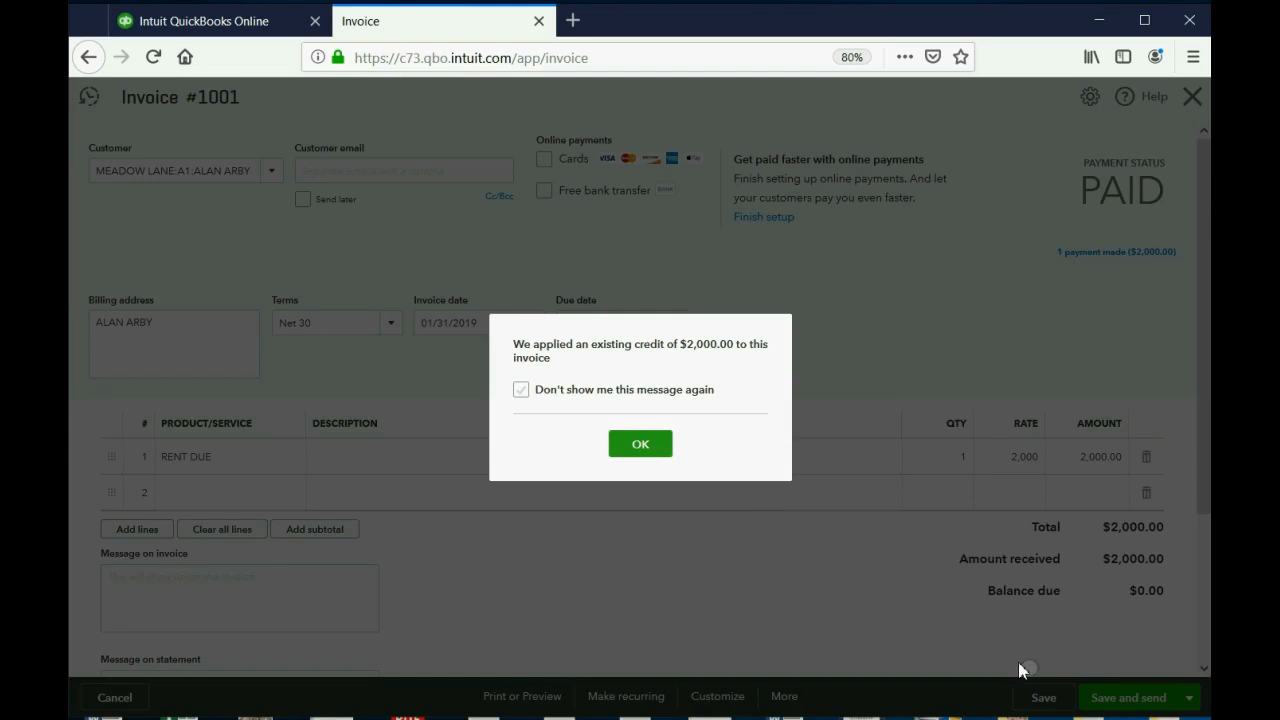 Intuit QuickBooks Online
Invoice
https://c73.qbo.intuit.com/app/invoice
80%
Invoice #1001
Help
Customer
MEADOW LANE:A1:ALAN ARBY
Customer email
Send later
Cc/Bcc
Online payments
Cards VISA
Free bank transfer BANK
Get paid faster with online payments
Finish setting up online payments. And let
your customers pay you even faster.
Finish setup
PAYMENT STATUS
PAID
1 payment made ($2,000.00)
Billing address
ALAN ARBY
Terms
Net 30
Invoice date
01/31/2019
Due date
We applied an existing credit of $2,000.00 to this
invoice
Don't show me this message again
OK
# PRODUCT/SERVICE DESCRIPTION QTY RATE AMOUNT
1 RENT DUE 1 2,000 2,000.00
2
Add lines Clear all lines Add subtotal
Message on invoice
Total $2,000.00
Amount received $2,000.00
Balance due $0.00
Message on statement
Cancel Print or Preview Make recurring Customize More Save Save and send